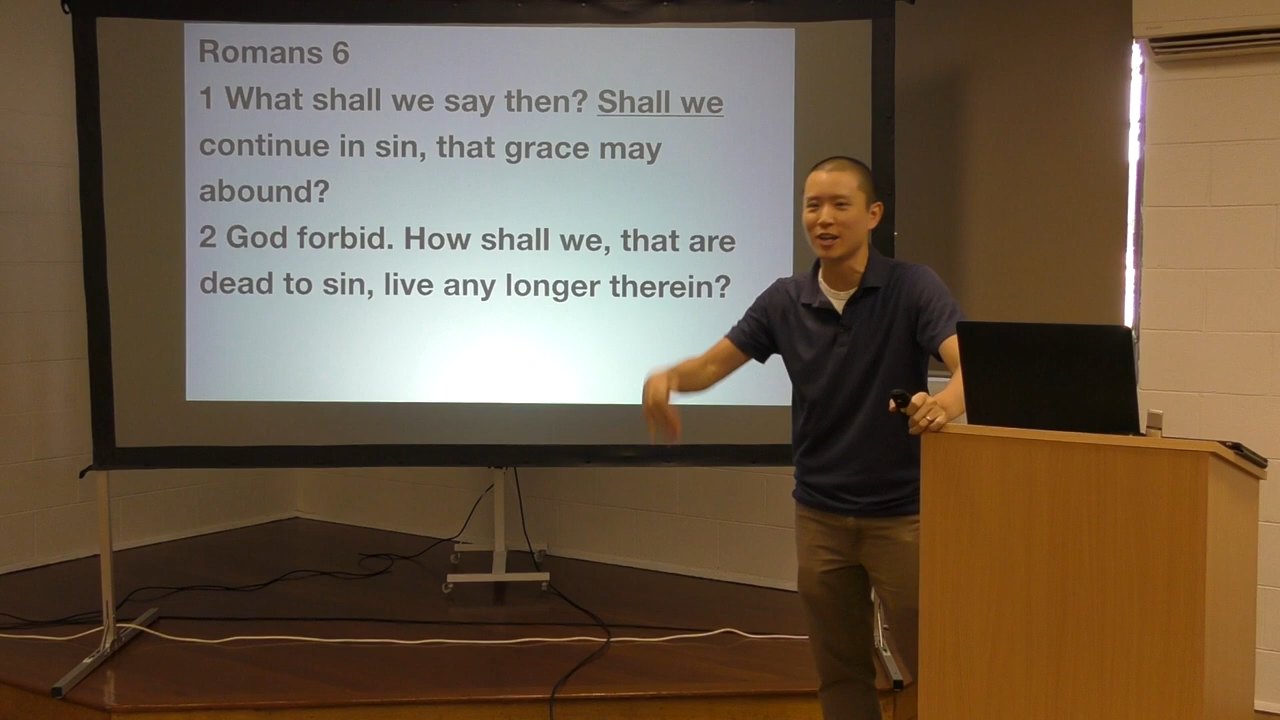 Romans 6
1 What shall we say then? Shall we
continue in sin, that grace may
abound?
2 God forbid. How shall we, that are
dead to sin, live any longer therein?